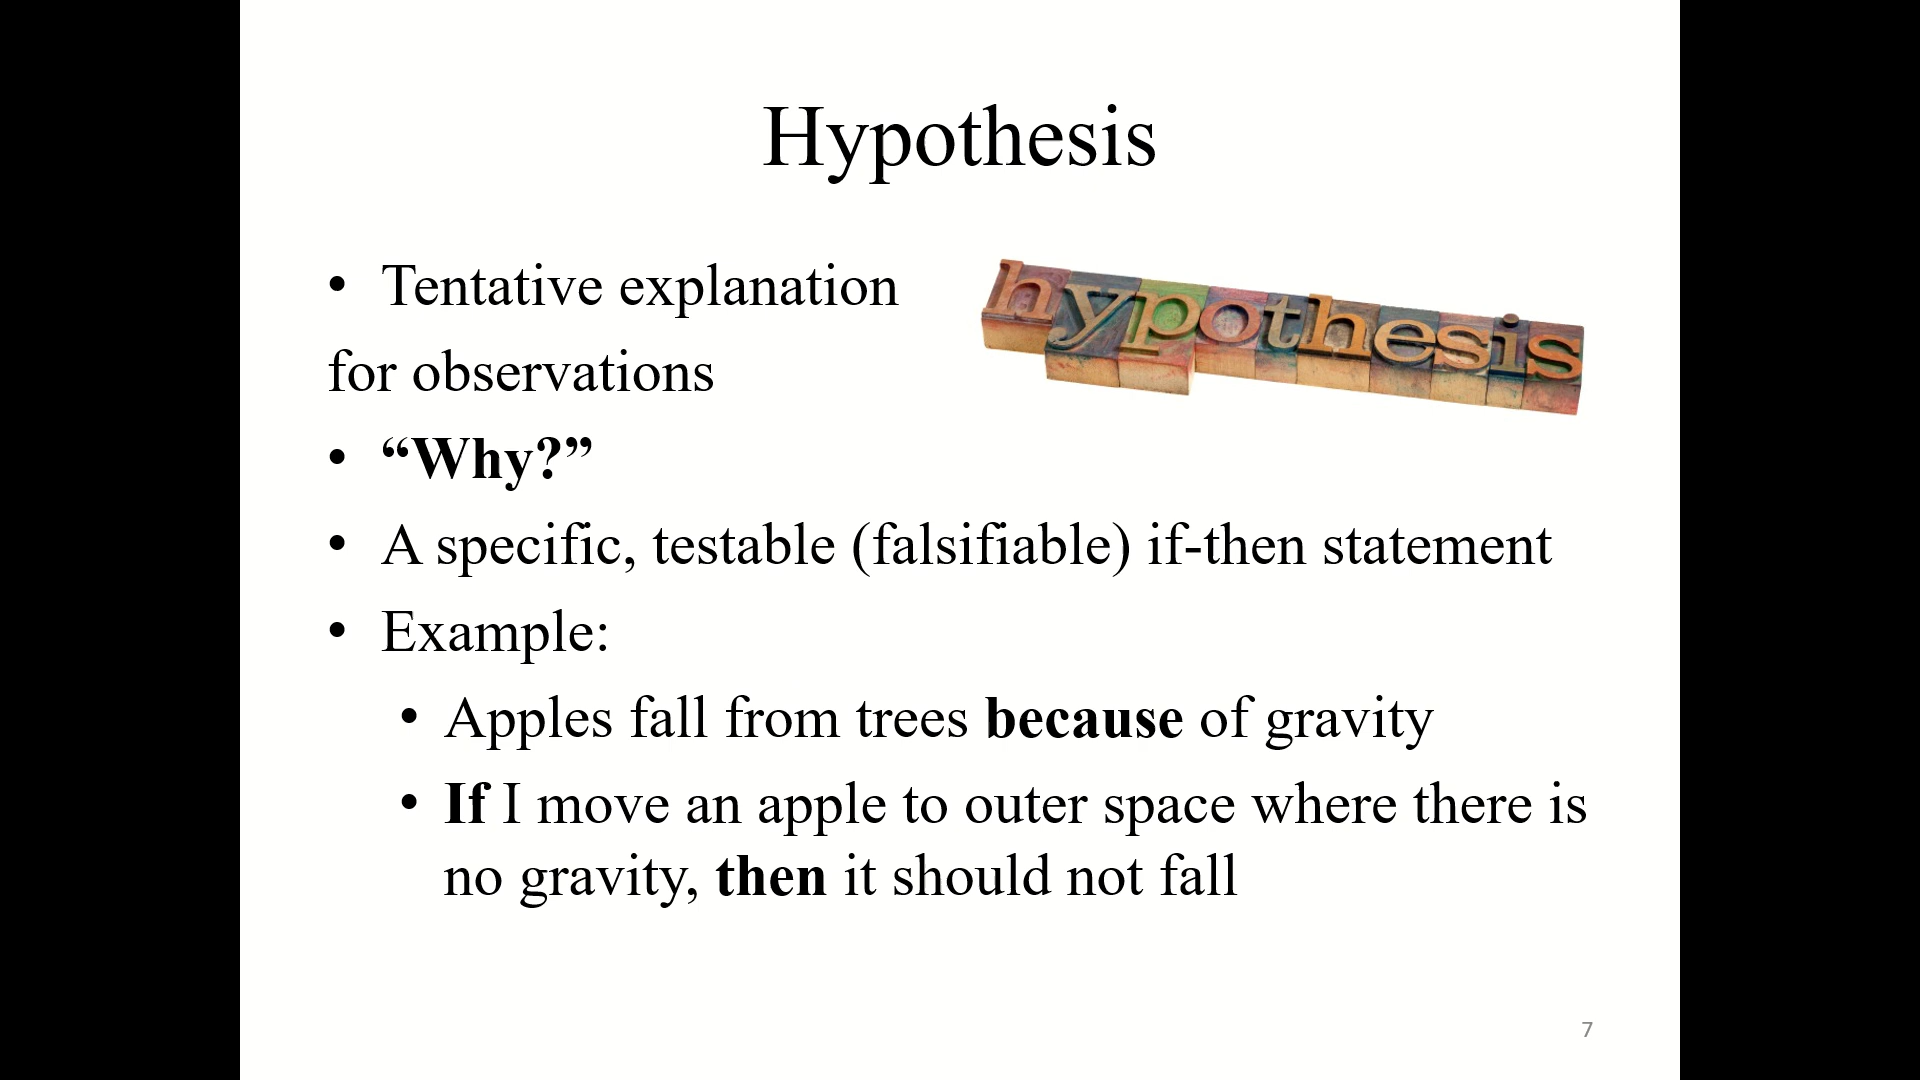 Hypothesis
• Tentative explanation
for observations
hypothesis
• “Why?”
• A specific, testable (falsifiable) if-then statement
• Example:
• Apples fall from trees because of gravity
• If I move an apple to outer space where there is
no gravity, then it should not fall
7